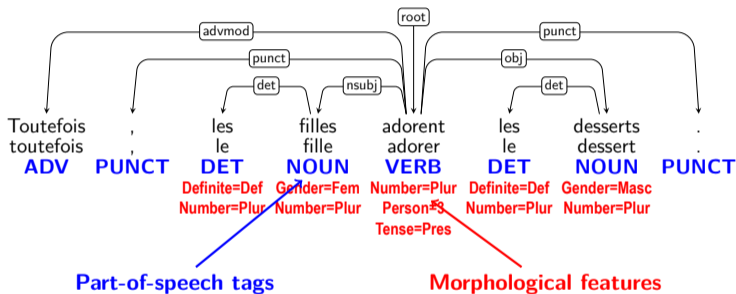 root
advmod punct
punct obj
det nsubj det
Toutefois , les filles adorent les desserts .
toutefois , le fille adorer le dessert .
ADV PUNCT DET NOUN VERB DET NOUN PUNCT
Definite=Def Gender=Fem Number=Plur Definite=Def Gender=Masc
Number=Plur Number=Plur Person=3 Number=Plur Number=Plur
Tense=Pres
Part-of-speech tags Morphological features